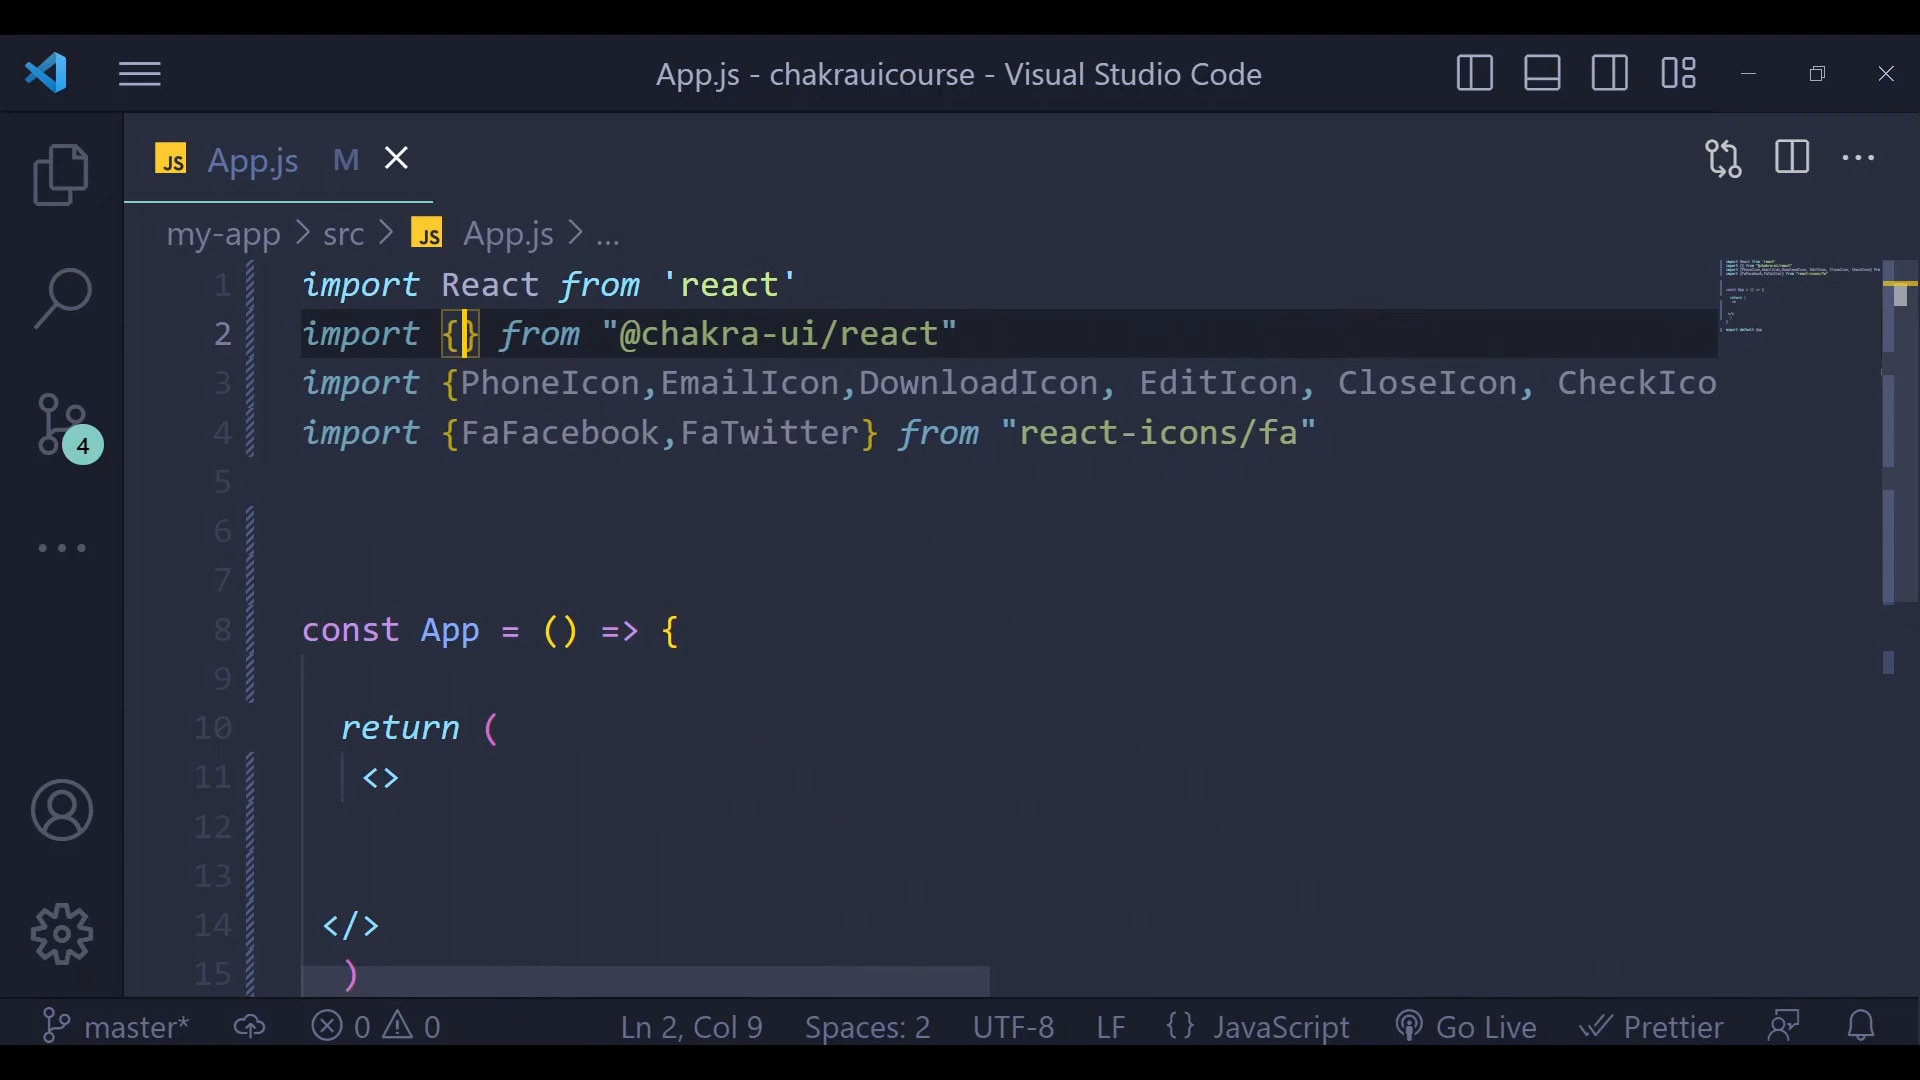 App.js - chakrauicourse - Visual Studio Code
JS App.js M
my-app > src > JS App.js > ...
1 import React from 'react'
2 import {} from "@chakra-ui/react"
3 import {PhoneIcon,EmailIcon,DownloadIcon, EditIcon, CloseIcon, CheckIco
4 import {FaFacebook,FaTwitter} from "react-icons/fa"
5
6
7
8 const App = () => {
9
10 return (
11 <>
12
13
14 </>
15 )
4
master* 0 0 Ln 2, Col 9 Spaces: 2 UTF-8 LF {} JavaScript Go Live Prettier